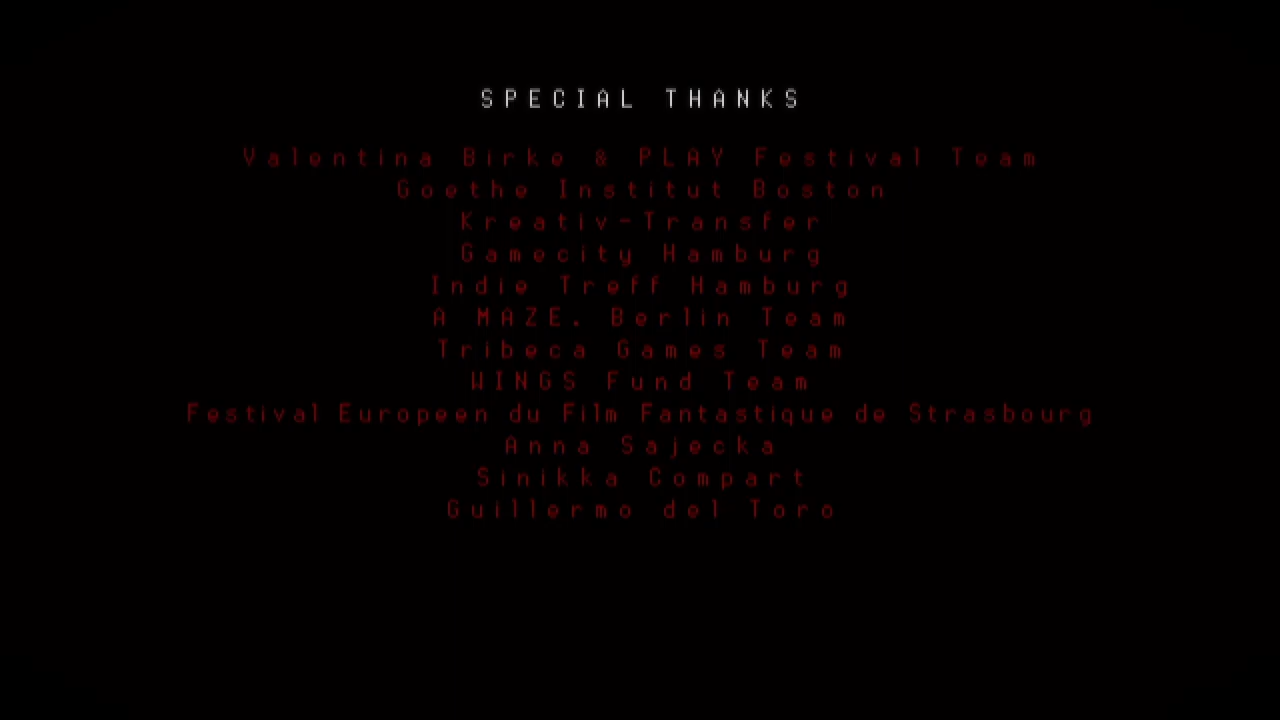 SPECIAL THANKS
Valentina Birke & PLAY Festival Team
Goethe Institut Boston
Kreativ-Transfer
Gamecity Hamburg
Indie Treff Hamburg
A MAZE. Berlin Team
Tribeca Games Team
WINGS Fund Team
Festival Europeen du Film Fantastique de Strasbourg
Anna Sajecka
Sinikka Compart
Guillermo del Toro